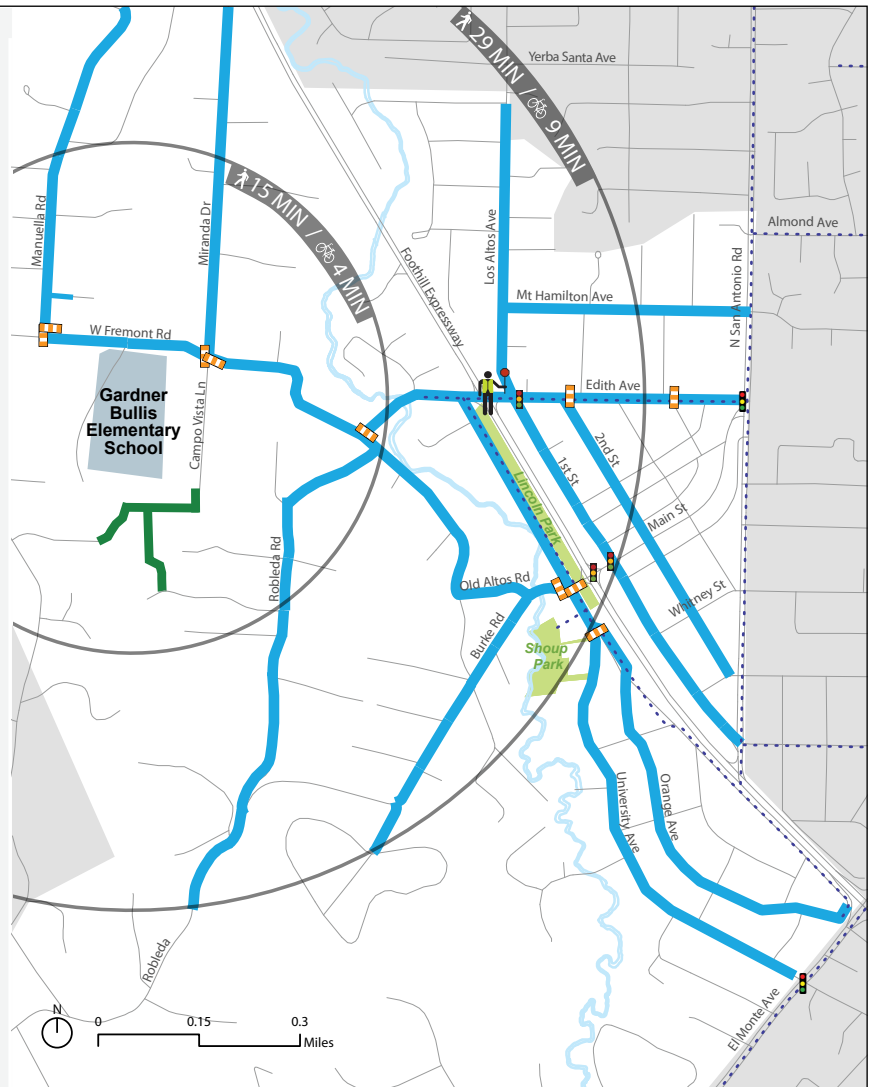 29 MIN / 9 MIN
Yerba Santa Ave
15 MIN / 4 MIN
Manuella Rd
Miranda Dr
Los Altos Ave
Almond Ave
Foothill Expressway
N San Antonio Rd
Mt Hamilton Ave
W Fremont Rd
Edith Ave
Gardner
Bullis
Elementary
School
Campo Vista Ln
1st St
2nd St
Lincoln Park
Main St
Robleda Rd
Old Altos Rd
Whitney St
Burke Rd
Shoup
Park
University Ave
Orange Ave
Robleda
El Monte Ave
N
0
0.15
0.3
Miles